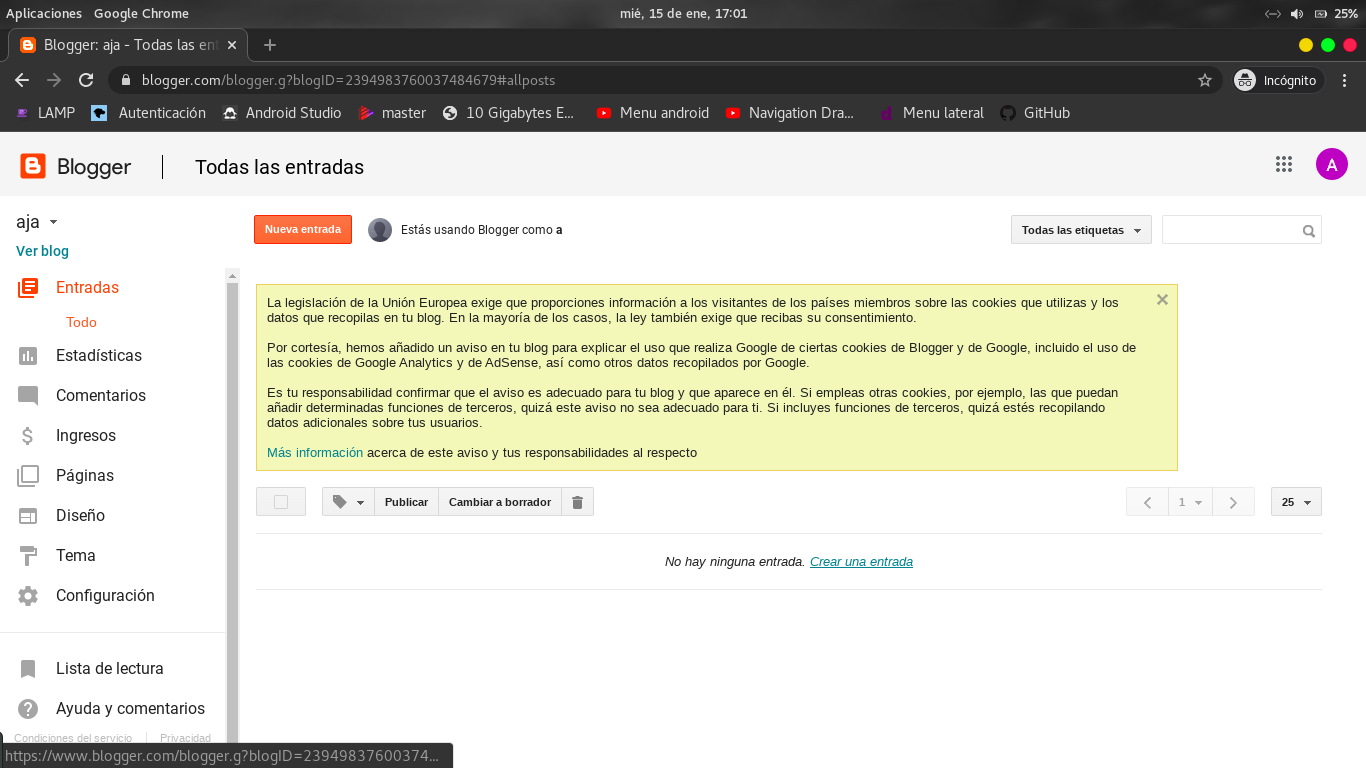 Aplicaciones Google Chrome mié, 15 de ene, 17:01 25%
Blogger: aja - Todas las ent
blogger.com/blogger.g?blogID=2394983760037484679#allposts Incógnito
LAMP Autenticación Android Studio master 10 Gigabytes E... Menu android Navigation Dra... Menu lateral GitHub
Blogger Todas las entradas A
aja
Nueva entrada Estás usando Blogger como a Todas las etiquetas
Ver blog
Entradas
Todo
Estadísticas
Comentarios
Ingresos
Páginas
Diseño
Tema
Configuración
Lista de lectura
Ayuda y comentarios
Condiciones del servicio Privacidad
La legislación de la Unión Europea exige que proporciones información a los visitantes de los países miembros sobre las cookies que utilizas y los
datos que recopilas en tu blog. En la mayoría de los casos, la ley también exige que recibas su consentimiento.
Por cortesía, hemos añadido un aviso en tu blog para explicar el uso que realiza Google de ciertas cookies de Blogger y de Google, incluido el uso de
las cookies de Google Analytics y de AdSense, así como otros datos recopilados por Google.
Es tu responsabilidad confirmar que el aviso es adecuado para tu blog y que aparece en él. Si empleas otras cookies, por ejemplo, las que puedan
añadir determinadas funciones de terceros, quizá este aviso no sea adecuado para ti. Si incluyes funciones de terceros, quizá estés recopilando
datos adicionales sobre tus usuarios.
Más información acerca de este aviso y tus responsabilidades al respecto
Publicar Cambiar a borrador 1 25
No hay ninguna entrada. Crear una entrada
https://www.blogger.com/blogger.g?blogID=23949837600374...